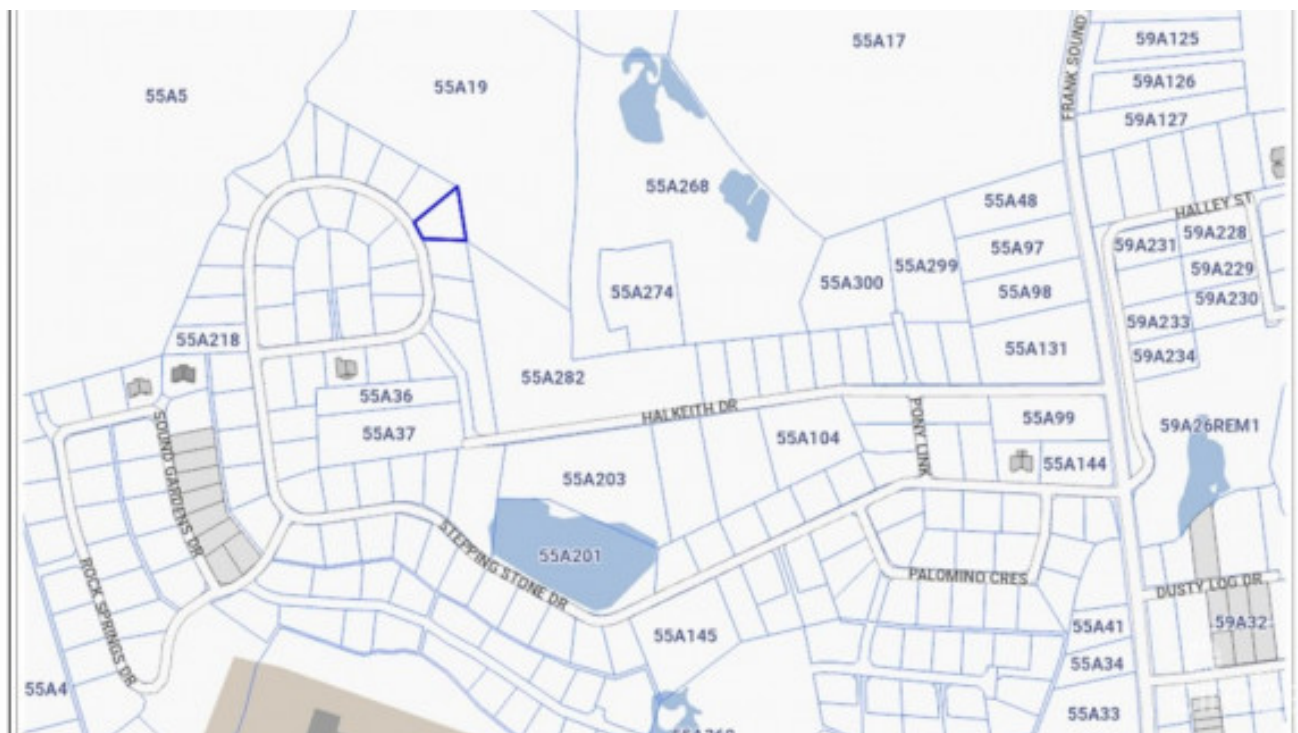 55A17
59A125
FRANK SOUND
59A126
55A19
55A5
59A127
55A268
55A48
HALLEY ST
59A228
59A231
55A97
55A299
59A229
55A300
55A274
55A98
59A230
59A233
55A218
55A131
59A234
55A282
55A36
HALKEITH DR
PONY LINK
55A99
59A26REM1
55A37
55A104
SOUND GARDENS DR
55A144
55A203
55A201
STEPPING STONE DR
PALOMINO CRES
DUSTY LOG DR
ROCK SPRINGS DR
55A145
55A41
59A32
55A34
55A4
55A33